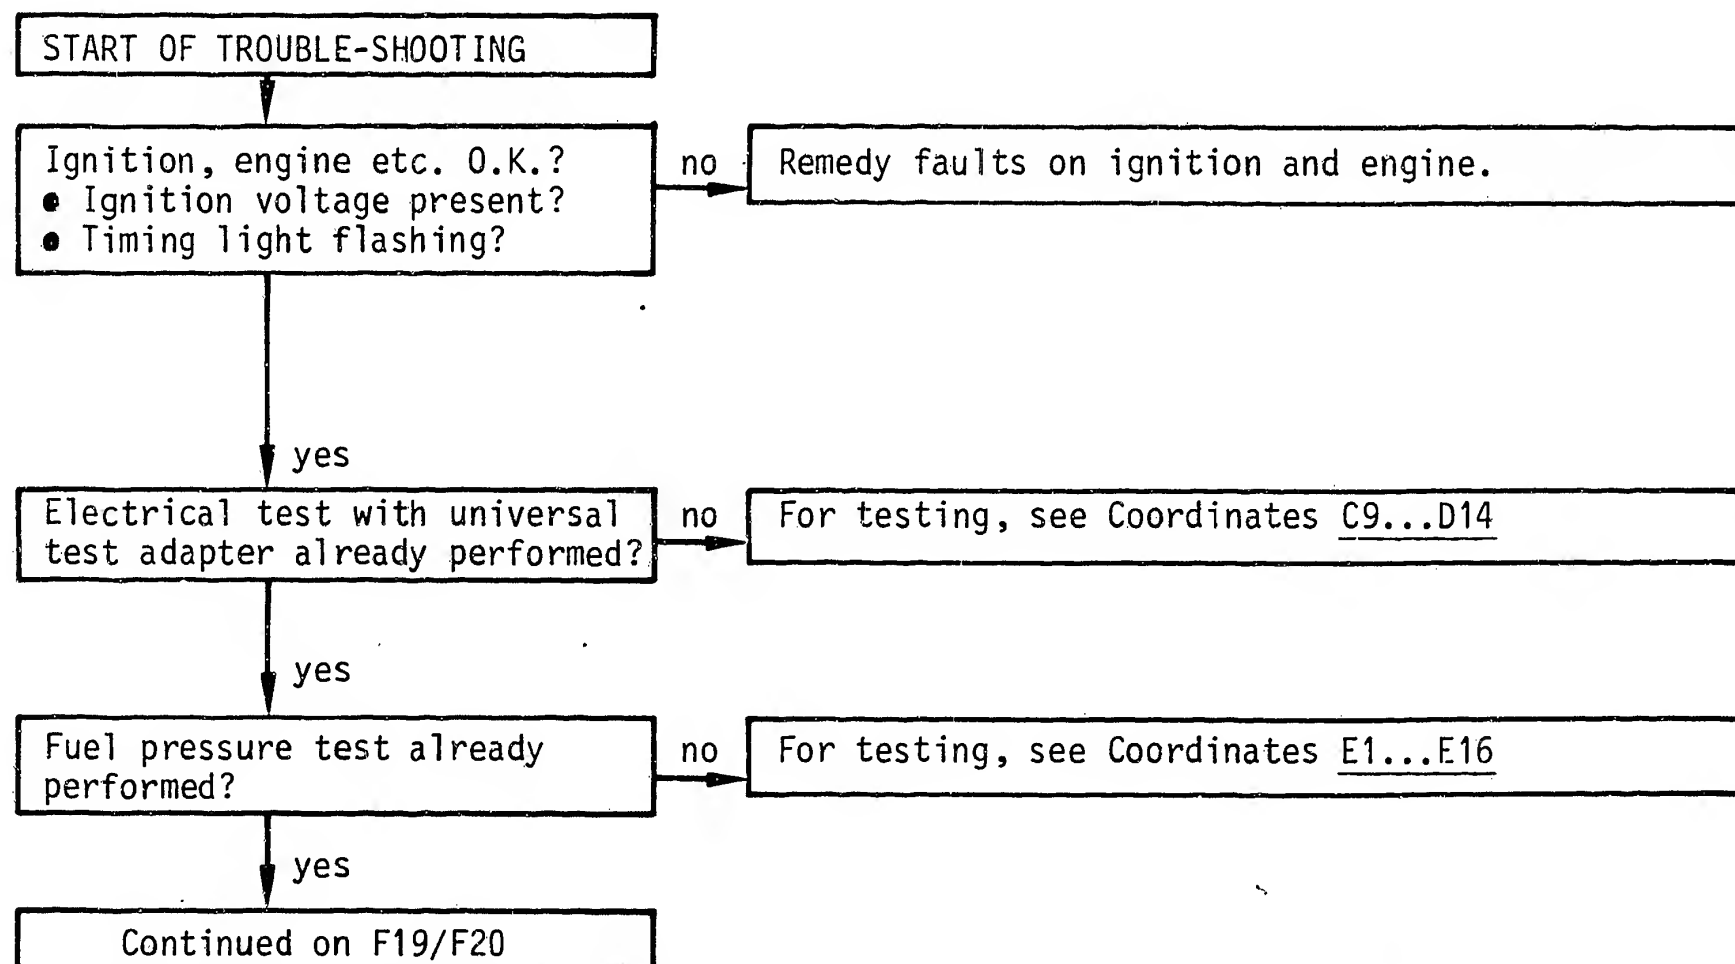 START OF TROUBLE-SHOOTING
Ignition, engine etc. O.K.?
● Ignition voltage present?
● Timing light flashing?
no
Remedy faults on ignition and engine.
yes
Electrical test with universal
test adapter already performed?
no
For testing, see Coordinates C9...D14
yes
Fuel pressure test already
performed?
no
For testing, see Coordinates E1...E16
yes
Continued on F19/F20